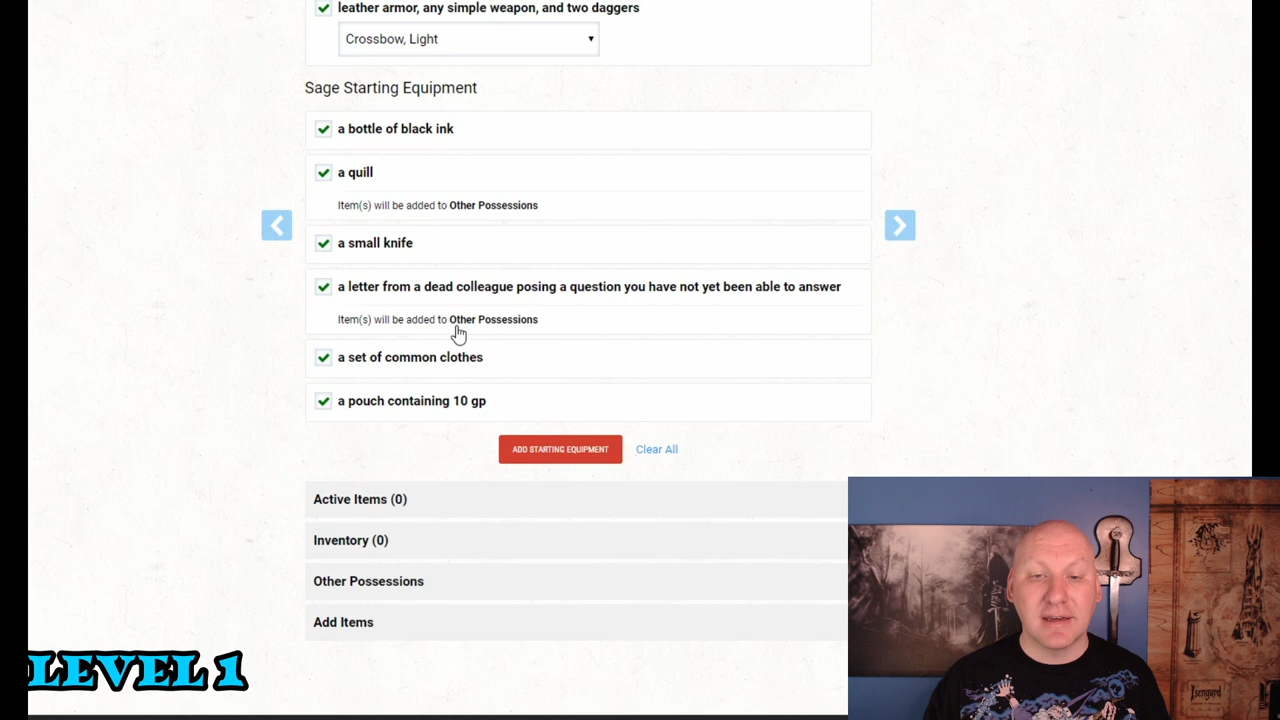 leather armor, any simple weapon, and two daggers
Crossbow, Light
Sage Starting Equipment
a bottle of black ink
a quill
Item(s) will be added to Other Possessions
a small knife
a letter from a dead colleague posing a question you have not yet been able to answer
Item(s) will be added to Other Possessions
a set of common clothes
a pouch containing 10 gp
ADD STARTING EQUIPMENT
Clear All
Active Items (0)
Inventory (0)
Other Possessions
Add Items
LEVEL 1
Isengard